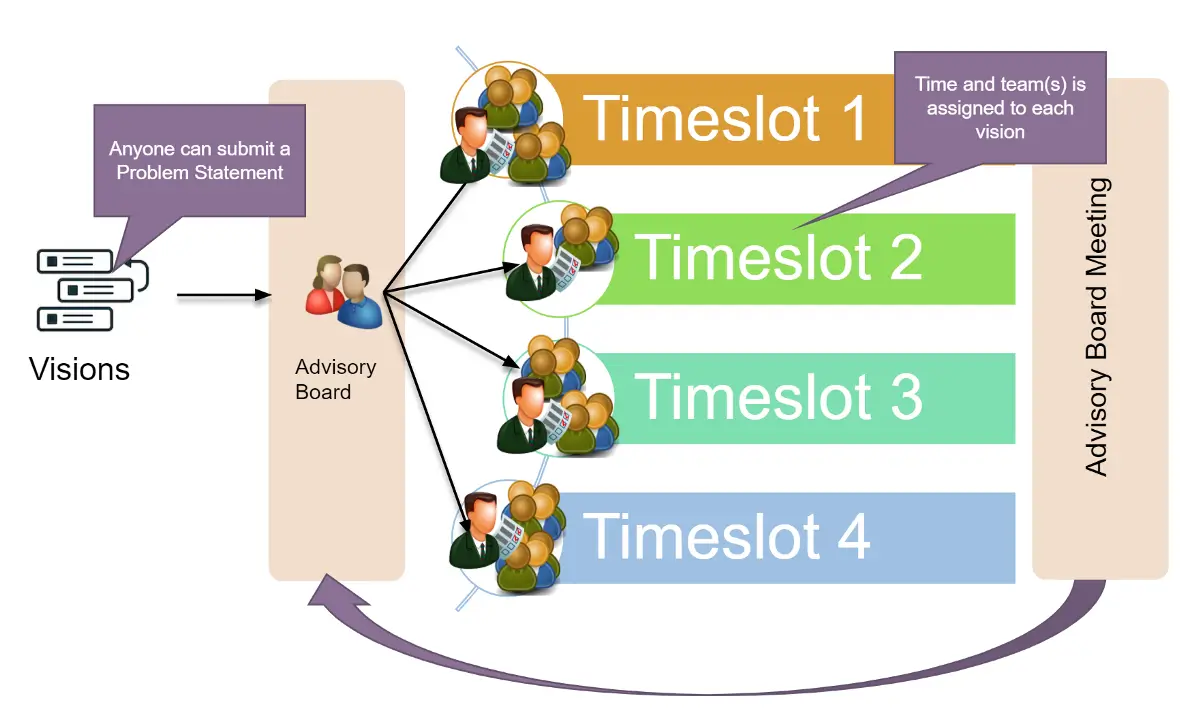 Anyone can submit a
Problem Statement
Visions
Advisory
Board
Timeslot 1
Timeslot 2
Timeslot 3
Timeslot 4
Time and team(s) is
assigned to each
vision
Advisory Board Meeting